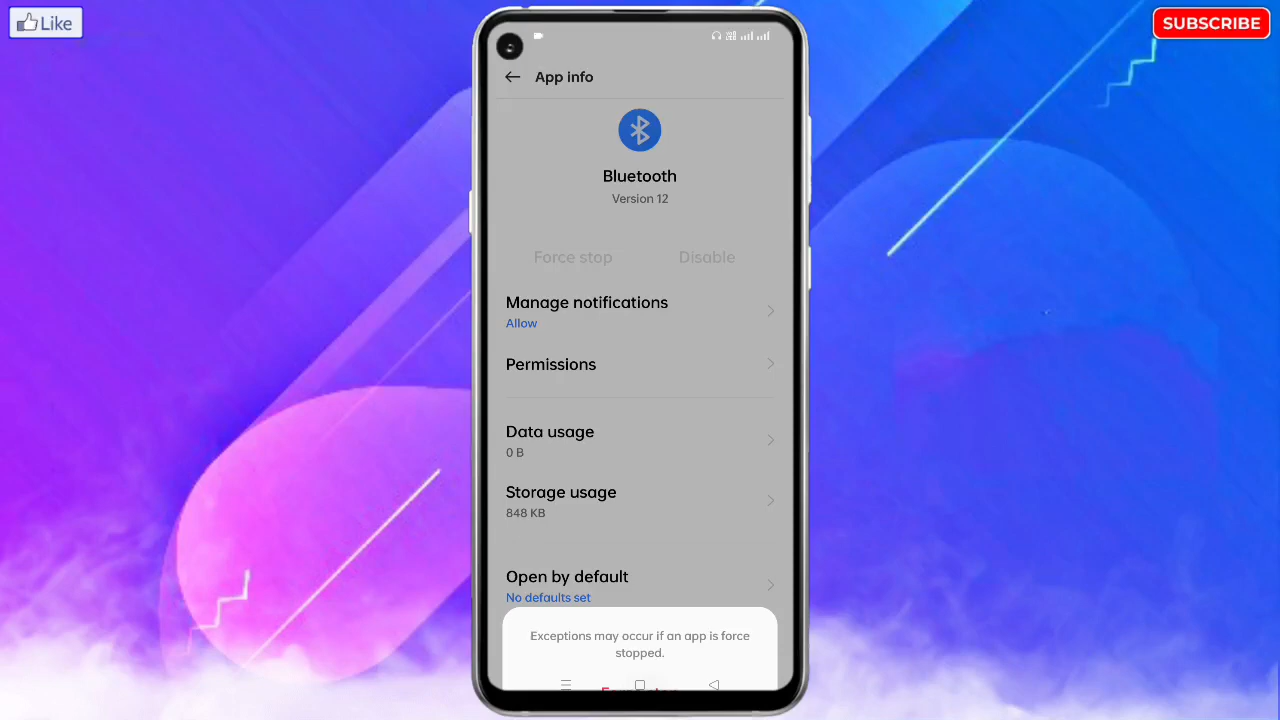 Like
SUBSCRIBE
App info
Bluetooth
Version 12
Force stop
Disable
Manage notifications
Allow
Permissions
Data usage
0 B
Storage usage
848 KB
Open by default
No defaults set
Exceptions may occur if an app is force
stopped.